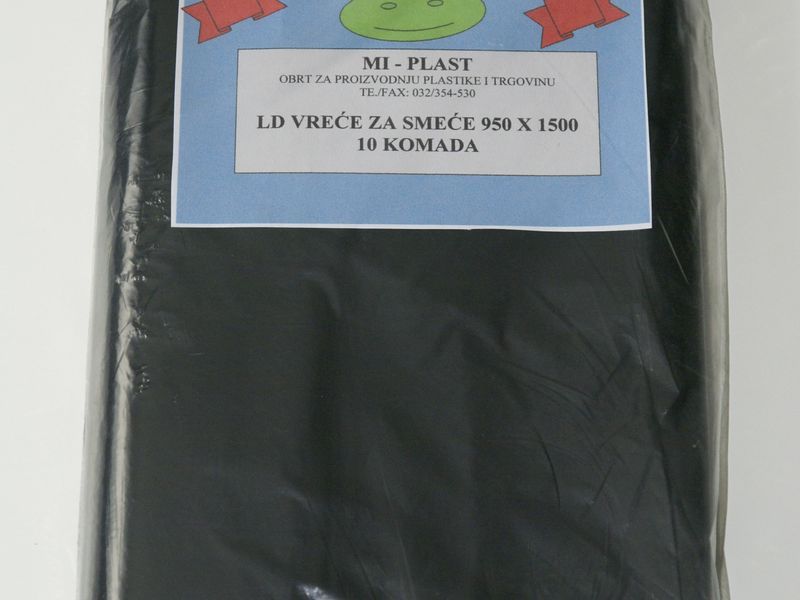 MI - PLAST
OBRT ZA PROIZVODNJU PLASTIKE I TRGOVINU
TE./FAX: 032/354-530
LD VREĆE ZA SMEĆE 950 X 1500
10 KOMADA